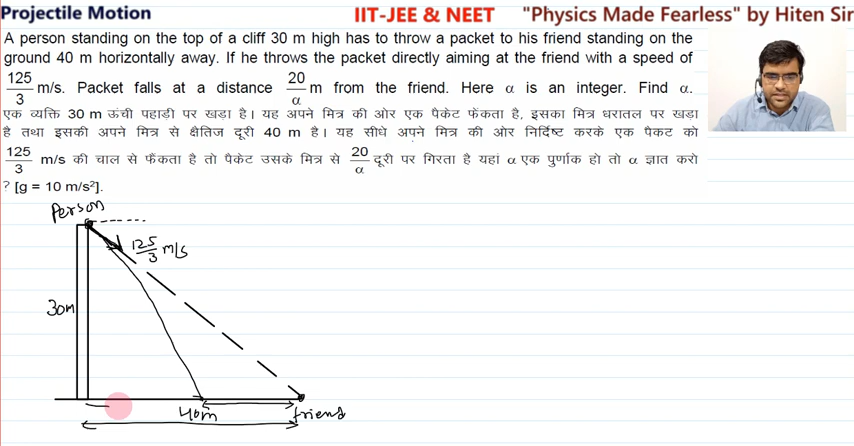 Projectile Motion IIT-JEE & NEET "Physics Made Fearless" by Hiten Sir
A person standing on the top of a cliff 30 m high has to throw a packet to his friend standing on the
ground 40 m horizontally away. If he throws the packet directly aiming at the friend with a speed of
125/3 m/s. Packet falls at a distance 20/α m from the friend. Here α is an integer. Find α.
एक व्यक्ति 30 m ऊंची पहाड़ी पर खड़ा है। यह अपने मित्र की ओर एक पैकेट फेंकता है, इसका मित्र धरातल पर खड़ा
है तथा इसकी अपने मित्र से क्षैतिज दूरी 40 m है। यह सीधे अपने मित्र की ओर निर्दिष्ट करके एक पैकट को
125/3 m/s की चाल से फैंकता है तो पैकेट उसके मित्र से 20/α दूरी पर गिरता है यहां α एक पुर्णाक हो तो α ज्ञात करो
? [g = 10 m/s²].
Person
125/3 m/s
30m
40m
friend